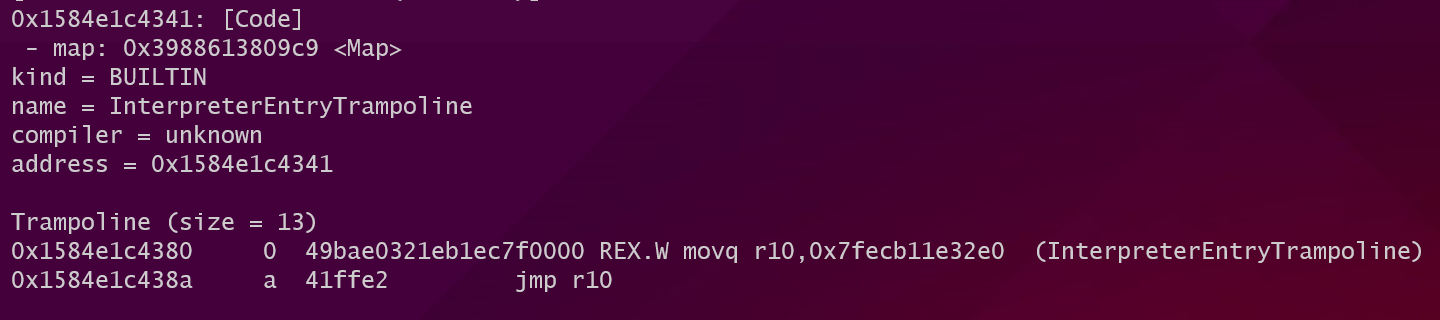 0x1584e1c4341: [Code]
- map: 0x3988613809c9 <Map>
kind = BUILTIN
name = InterpreterEntryTrampoline
compiler = unknown
address = 0x1584e1c4341
Trampoline (size = 13)
0x1584e1c4380 0 49bae0321eb1ec7f0000 REX.W movq r10,0x7fecb11e32e0 (InterpreterEntryTrampoline)
0x1584e1c438a a 41ffe2 jmp r10